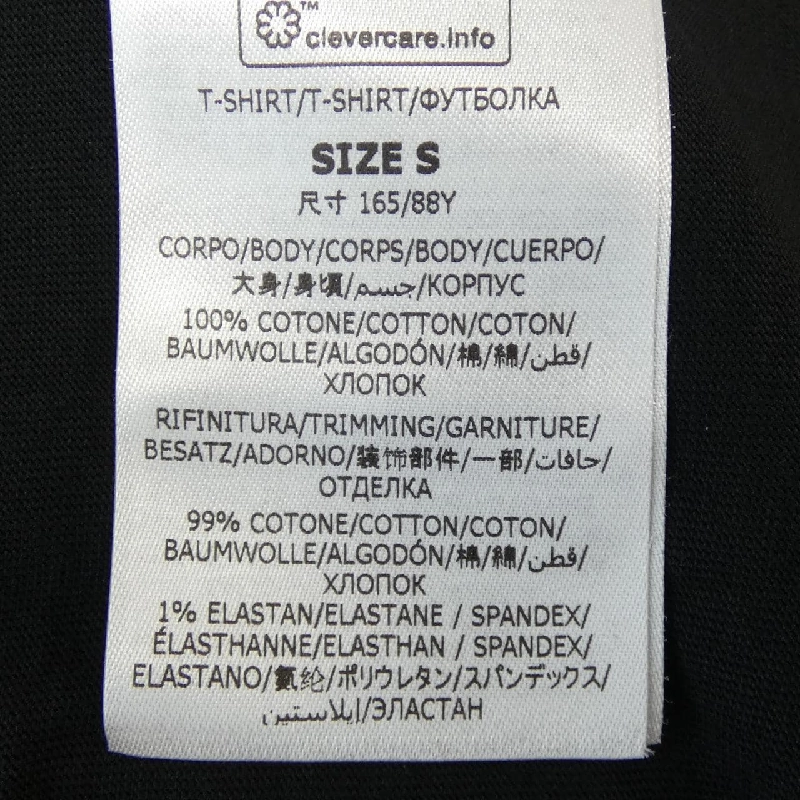 ™
clevercare.info
T-SHIRT/T-SHIRT/ФУТБОЛКА
SIZE S
尺寸 165/88Y
CORPO/BODY/CORPS/BODY/CUERPO/
大身/身頃/جسم/КОРПУС
100% COTONE/COTTON/COTON/
BAUMWOLLE/ALGODÓN/棉/綿/قطن/
ХЛОПОК
RIFINITURA/TRIMMING/GARNITURE/
BESATZ/ADORNO/装饰部件/一部/حافات/
ОТДЕЛКА
99% COTONE/COTTON/COTON/
BAUMWOLLE/ALGODÓN/棉/綿/قطن/
ХЛОПОК
1% ELASTAN/ELASTANE / SPANDEX/
ÉLASTHANNE/ELASTHAN / SPANDEX/
ELASTANO/氨纶/ポリウレタン/スパンデックス/
إيلاستين/ЭЛАСТАН